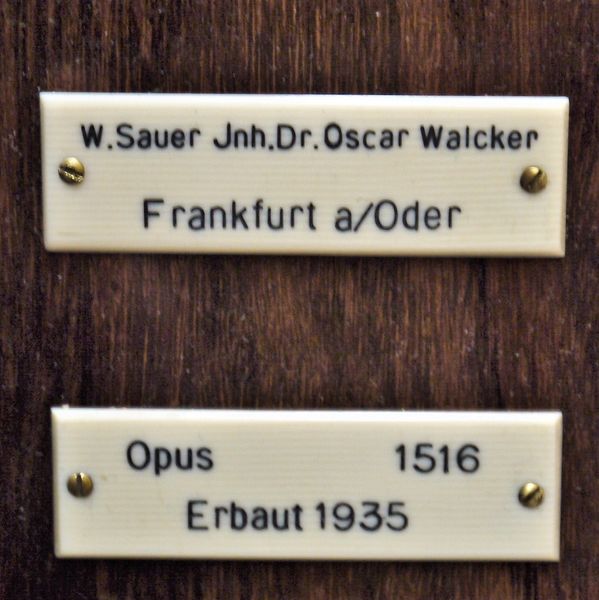 W.Sauer Jnh.Dr.Oscar Walcker
Frankfurt a/Oder
Opus 1516
Erbaut 1935